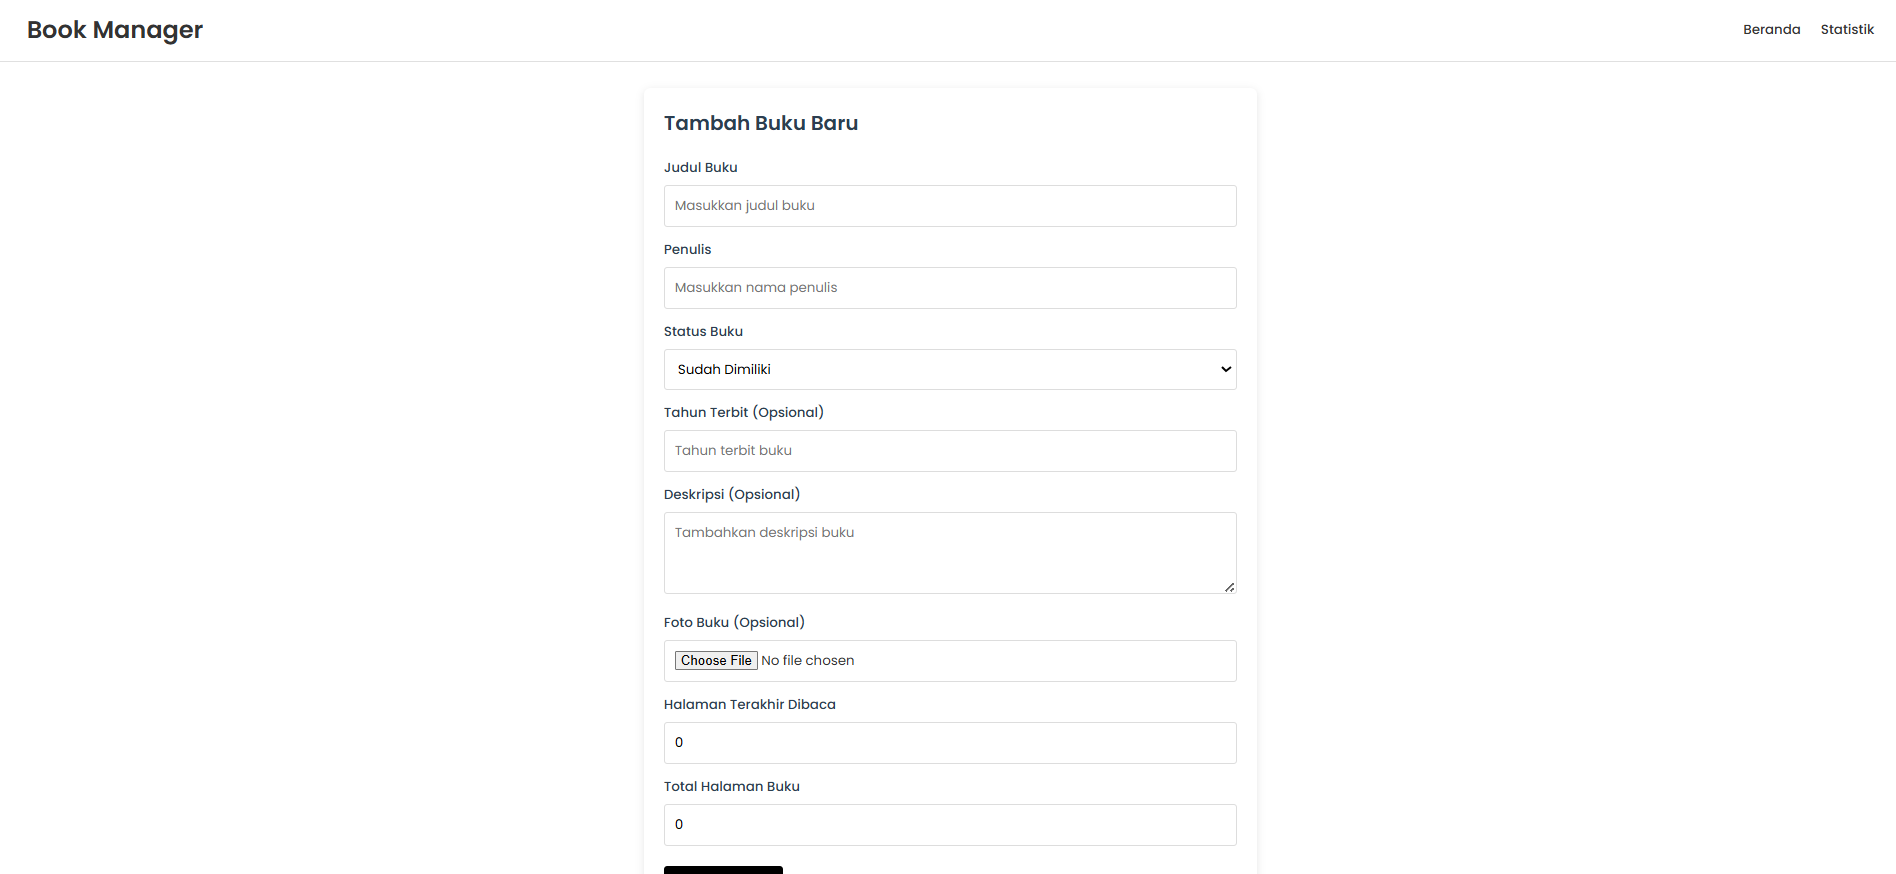 Book Manager
Beranda Statistik
Tambah Buku Baru
Judul Buku
Masukkan judul buku
Penulis
Masukkan nama penulis
Status Buku
Sudah Dimiliki
Tahun Terbit (Opsional)
Tahun terbit buku
Deskripsi (Opsional)
Tambahkan deskripsi buku
Foto Buku (Opsional)
Choose File No file chosen
Halaman Terakhir Dibaca
0
Total Halaman Buku
0